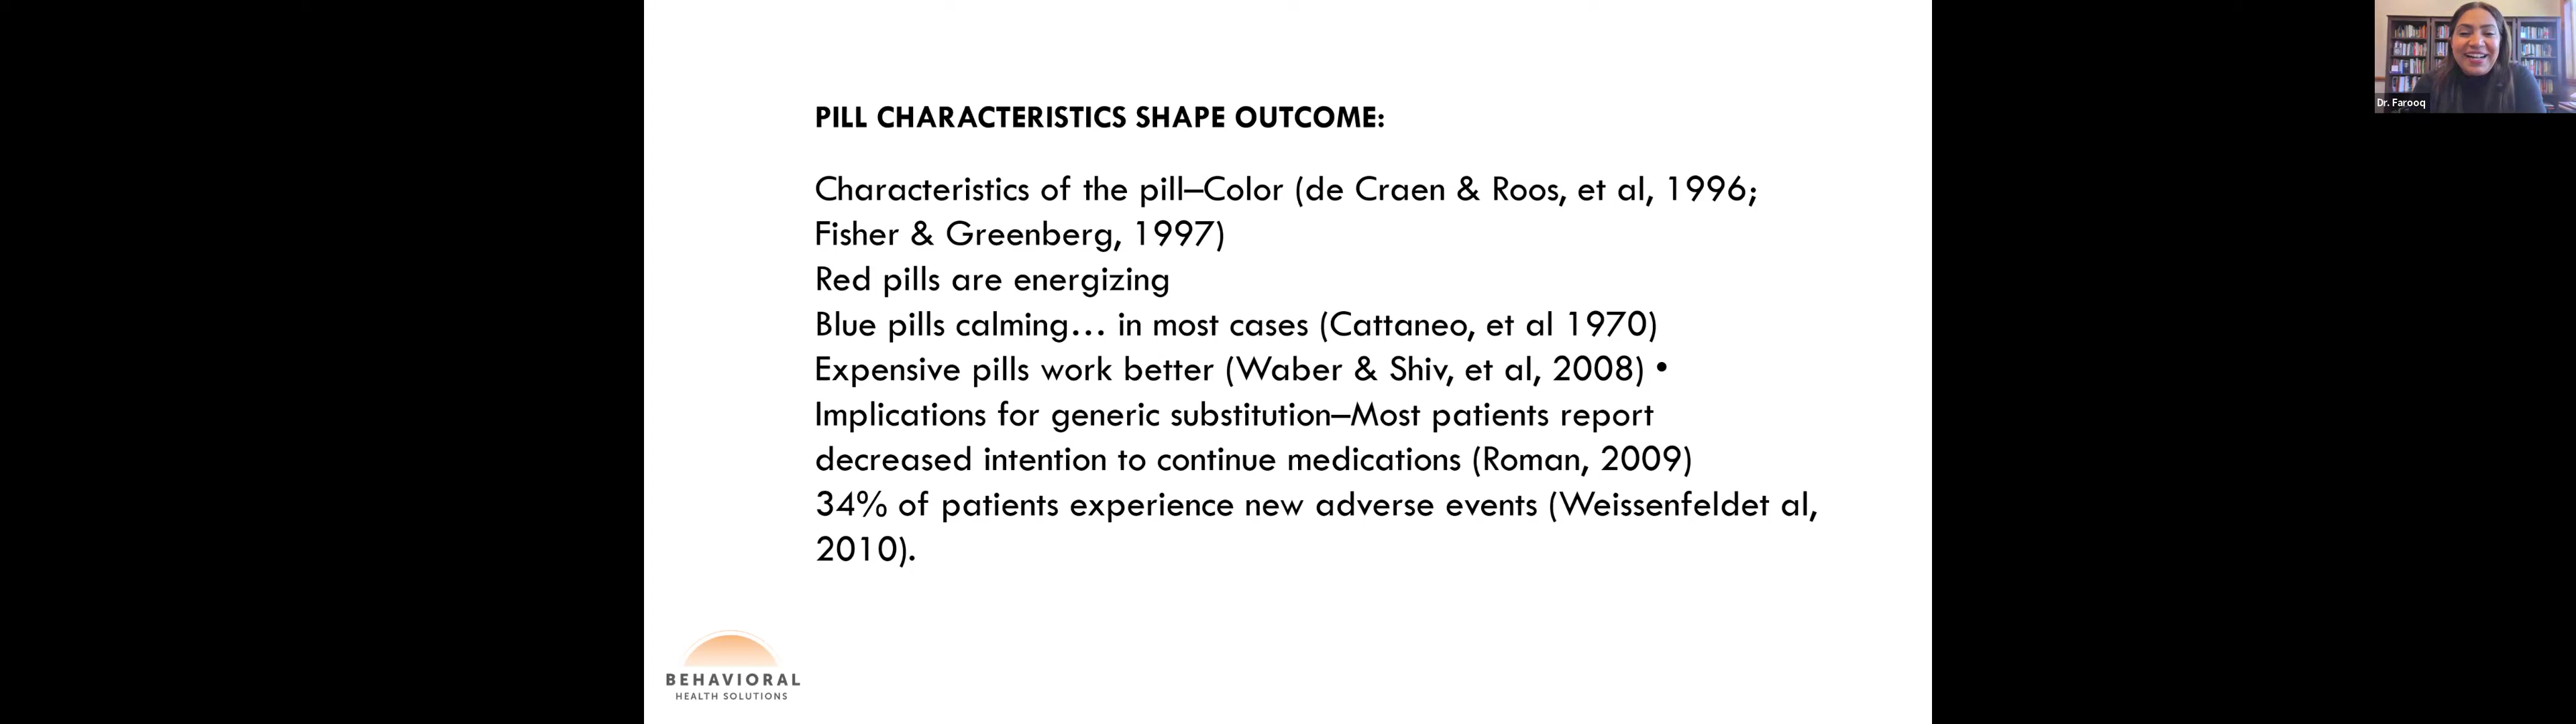 PILL CHARACTERISTICS SHAPE OUTCOME:
Characteristics of the pill–Color (de Craen & Roos, et al, 1996;
Fisher & Greenberg, 1997)
Red pills are energizing
Blue pills calming… in most cases (Cattaneo, et al 1970)
Expensive pills work better (Waber & Shiv, et al, 2008) •
Implications for generic substitution–Most patients report
decreased intention to continue medications (Roman, 2009)
34% of patients experience new adverse events (Weissenfeldet al,
2010).
BEHAVIORAL
HEALTH SOLUTIONS
Dr. Farooq